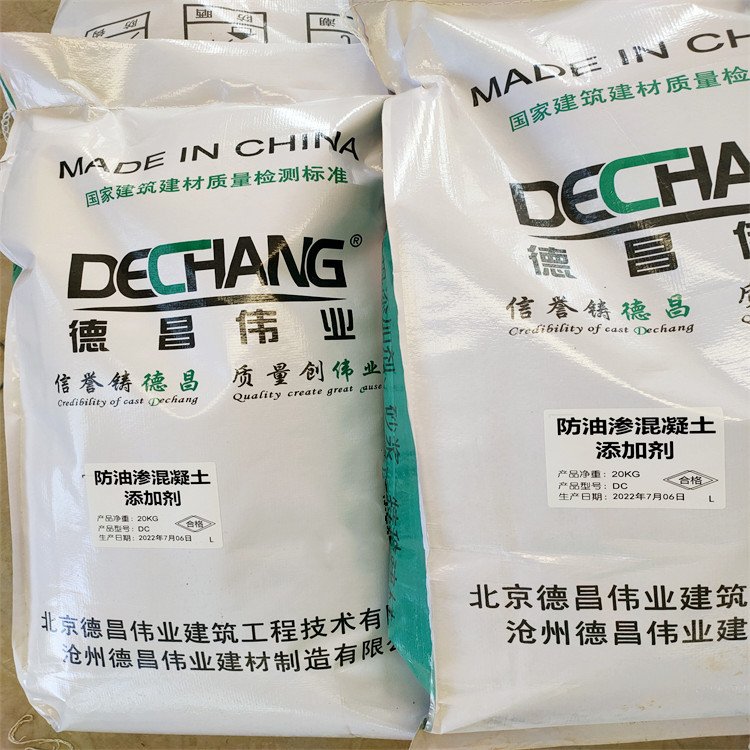 MADE IN CHINA
国家建筑建材质量检测标准
DECHANG®
德昌伟业
信誉铸德昌 质量创伟业
Credibility of cast Dechang Quality create great cause
防油渗混凝土
添加剂
产品净重：20KG
产品型号：DC
合格
生产日期：2022年7月06日 L
北京德昌伟业建筑工程技术有
沧州德昌伟业建材制造有限
MADE IN CH
国家建筑建材质量检
DECHANG
德昌
信誉铸德昌 质
Credibility of cast Dechang Q
防油渗混凝土
添加剂
产品净重：20KG
产品型号：DC
合格
生产日期：2022年7月06日 L
北京德昌伟业建筑
沧州德昌伟业建